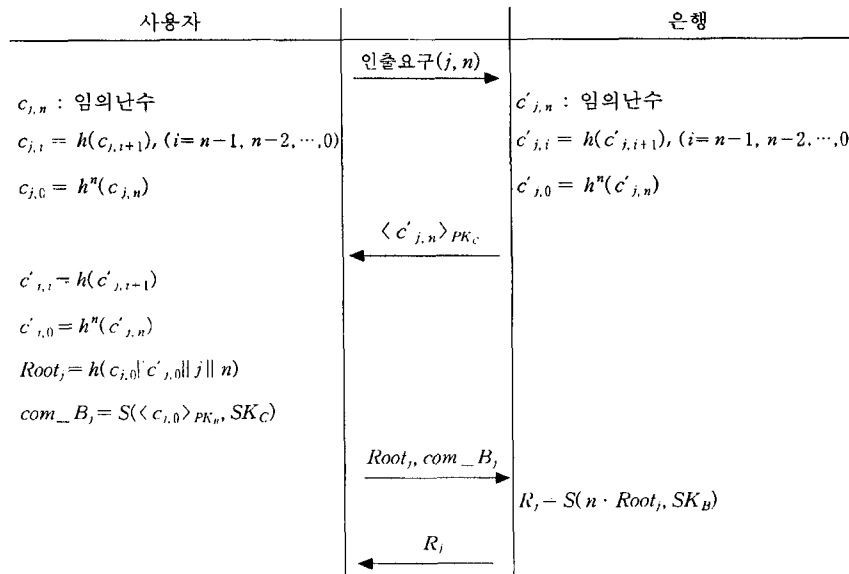 사용자 은행
인출요구(j, n)
c_{j,n} : 임의난수 c'_{j,n} : 임의난수
c_{j,i} = h(c_{j,i+1}), (i=n−1, n−2,⋯,0) c'_{j,i} = h(c'_{j,i+1}), (i=n−1, n−2,⋯,0
c_{j,0} = h^n(c_{j,n}) c'_{j,0} = h^n(c'_{j,n})
〈c'_{j,n}〉_{PK_C}
c'_{j,i} = h(c'_{j,i+1})
c'_{j,0} = h^n(c'_{j,n})
Root_j = h(c_{j,0}||c'_{j,0}||j||n)
com_B_j = S(〈c_{j,0}〉_{PK_B}, SK_C)
Root_j, com_B_j
R_j = S(n · Root_j, SK_B)
R_j